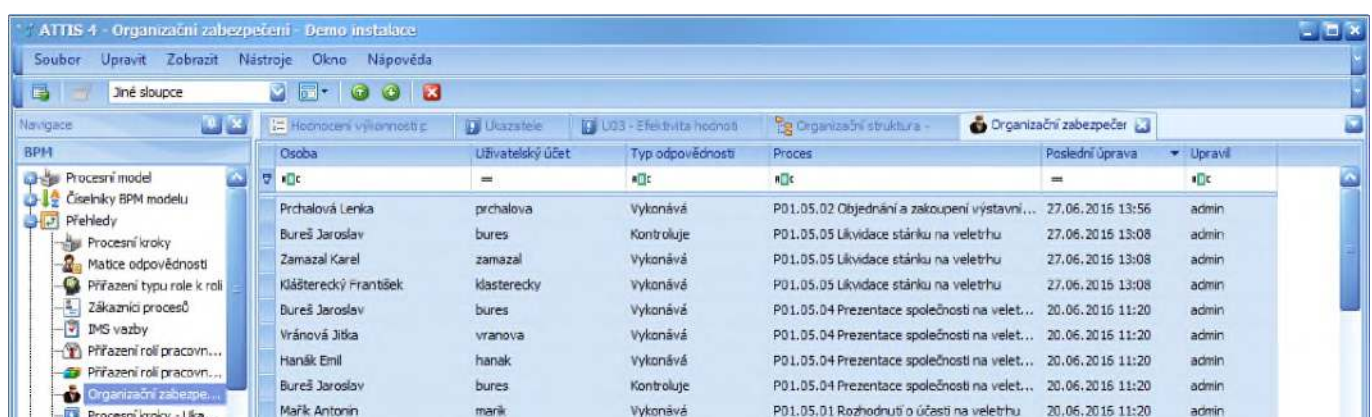 ATTIS 4 - Organizační zabezpečení - Demo instalace
Soubor Upravit Zobrazit Nástroje Okno Nápověda
Jiné sloupce
Navigace
BPM
Procesní model
Číselníky BPM modelu
Přehledy
Procesní kroky
Matice odpovědnosti
Přiřazení typu role k roli
Zákazníci procesů
IMS vazby
Přiřazení rolí pracovn...
Přiřazení rolí pracovn...
Organizační zabezpe...
Procesní kroky - Uka...
Hodnocení výkonnosti p Ukazatele U03 - Efektivita hodnoti Organizační struktura - Organizační zabezpečer
Osoba Uživatelský účet Typ odpovědnosti Proces Poslední úprava Upravil
Prchalová Lenka prchalova Vykonává P01.05.02 Objednání a zakoupení výstavní... 27.06.2016 13:56 admin
Bureš Jaroslav bures Kontroluje P01.05.05 Likvidace stánku na veletrhu 27.06.2016 13:08 admin
Zamazal Karel zamazal Vykonává P01.05.05 Likvidace stánku na veletrhu 27.06.2016 13:08 admin
Klášterecký František klasterecky Vykonává P01.05.05 Likvidace stánku na veletrhu 27.06.2016 13:08 admin
Bureš Jaroslav bures Vykonává P01.05.04 Prezentace společnosti na velet... 20.06.2016 11:20 admin
Vránová Jitka vranova Vykonává P01.05.04 Prezentace společnosti na velet... 20.06.2016 11:20 admin
Hanák Emil hanak Vykonává P01.05.04 Prezentace společnosti na velet... 20.06.2016 11:20 admin
Bureš Jaroslav bures Kontroluje P01.05.04 Prezentace společnosti na velet... 20.06.2016 11:20 admin
Mařík Antonín marik Vykonává P01.05.01 Rozhodnutí o účasti na veletrhu 20.06.2016 11:20 admin